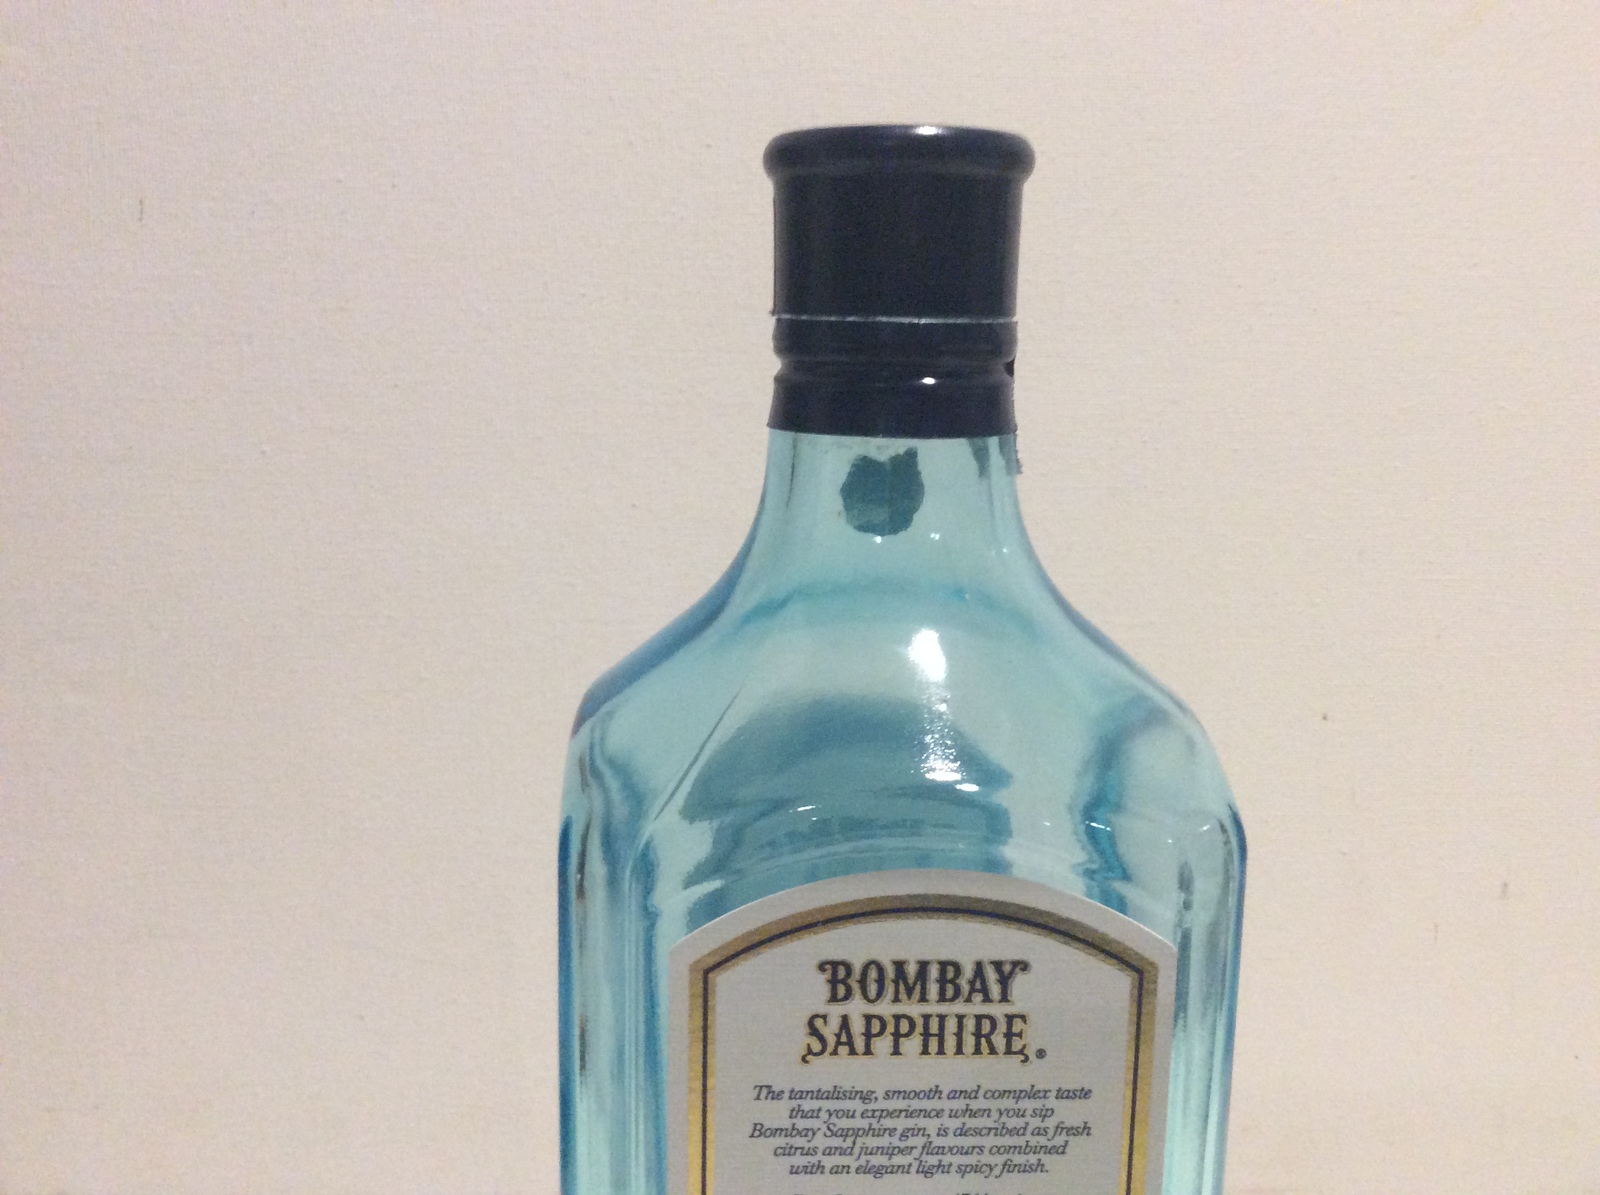 BOMBAY
SAPPHIRE®
The tantalising, smooth and complex taste
that you experience when you sip
Bombay Sapphire gin, is described as fresh
citrus and juniper flavours combined
with an elegant light spicy finish.